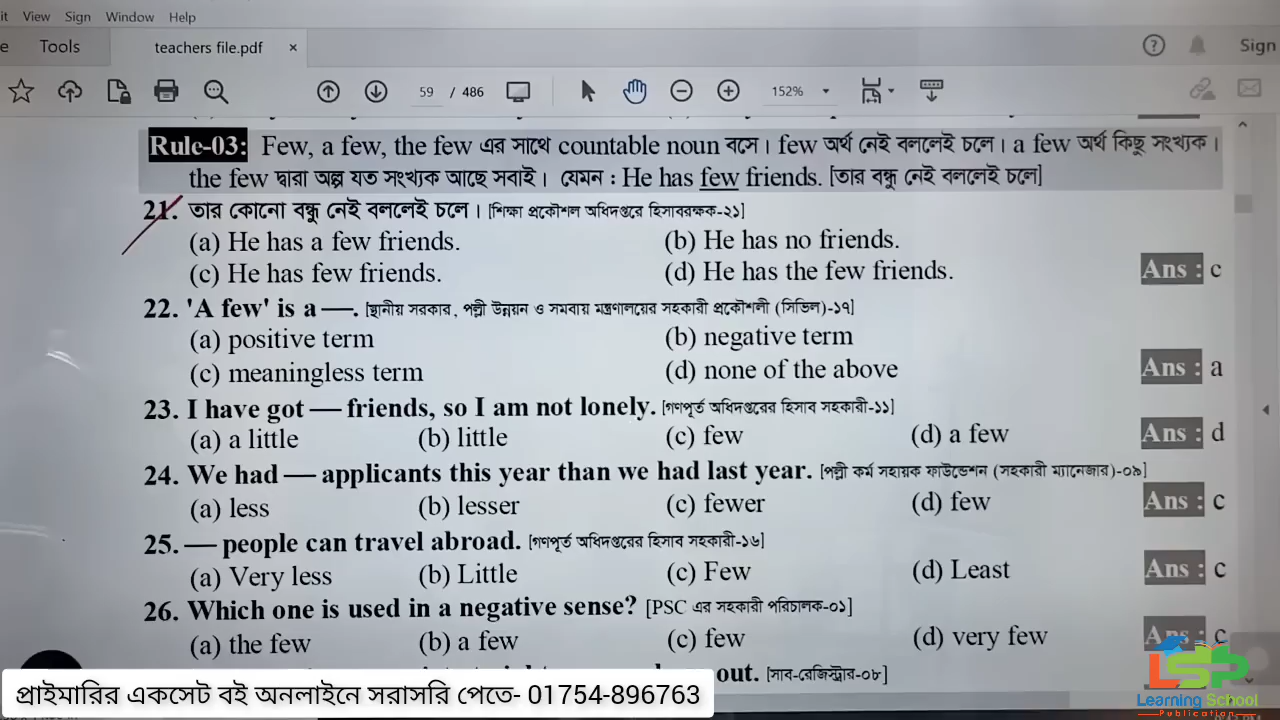 it View Sign Window Help
e Tools teachers file.pdf × Sign
59 / 486 152%
Rule-03: Few, a few, the few এর সাথে countable noun বসে। few অর্থ নেই বললেই চলে। a few অর্থ কিছু সংখ্যক।
the few দ্বারা অল্প যত সংখ্যক আছে সবাই। যেমন : He has few friends. [তার বন্ধু নেই বললেই চলে]
21. তার কোনো বন্ধু নেই বললেই চলে। [শিক্ষা প্রকৌশল অধিদপ্তরে হিসাবরক্ষক-২১]
(a) He has a few friends. (b) He has no friends.
(c) He has few friends. (d) He has the few friends. Ans : c
22. 'A few' is a —. [স্থানীয় সরকার, পল্লী উন্নয়ন ও সমবায় মন্ত্রণালয়ের সহকারী প্রকৌশলী (সিভিল)-১৭]
(a) positive term (b) negative term
(c) meaningless term (d) none of the above Ans : a
23. I have got — friends, so I am not lonely. [গণপূর্ত অধিদপ্তরের হিসাব সহকারী-১১]
(a) a little (b) little (c) few (d) a few Ans : d
24. We had — applicants this year than we had last year. [পল্লী কর্ম সহায়ক ফাউন্ডেশন (সহকারী ম্যানেজার)-০৯]
(a) less (b) lesser (c) fewer (d) few Ans : c
25. — people can travel abroad. [গণপূর্ত অধিদপ্তরের হিসাব সহকারী-১৬]
(a) Very less (b) Little (c) Few (d) Least Ans : c
26. Which one is used in a negative sense? [PSC এর সহকারী পরিচালক-০১]
(a) the few (b) a few (c) few (d) very few Ans : c
out. [সাব-রেজিস্ট্রার-০৮]
প্রাইমারির একসেট বই অনলাইনে সরাসরি পেতে- 01754-896763
LSP
Learning School
Publication